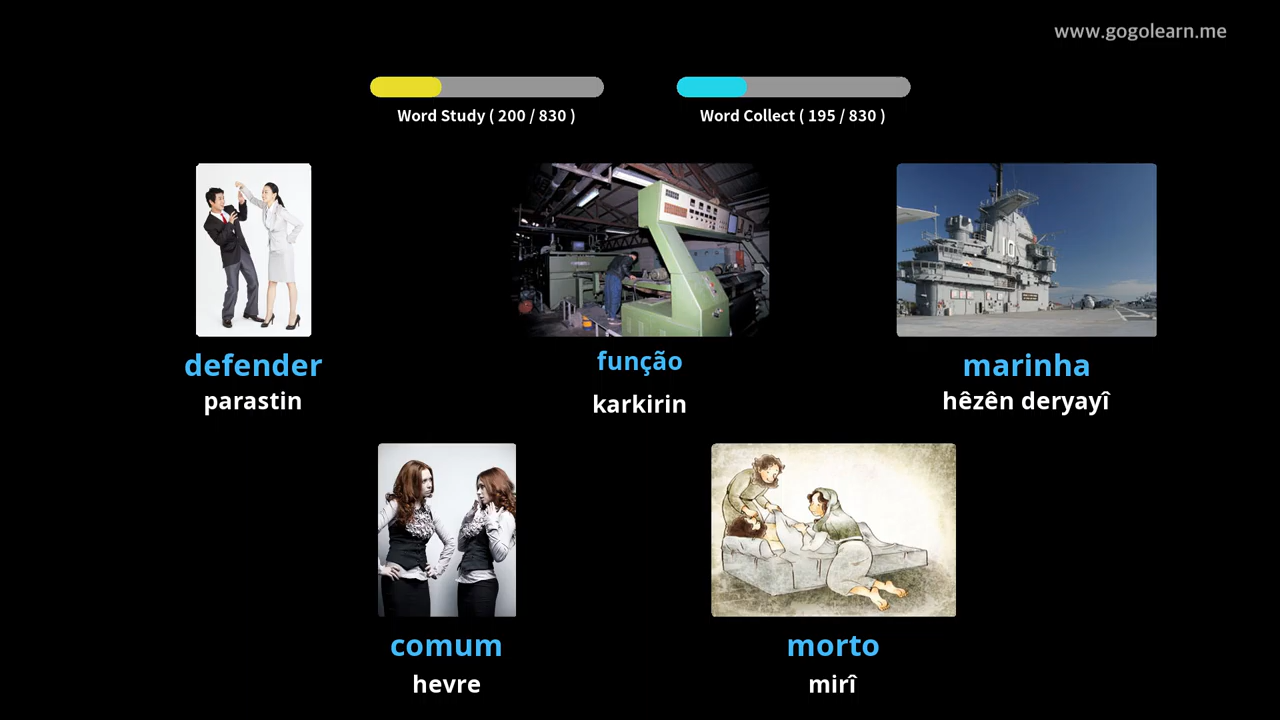 www.gogolearn.me
Word Study ( 200 / 830 )
Word Collect ( 195 / 830 )
defender
parastin
função
karkirin
marinha
hêzên deryayî
10
comum
hevre
morto
mirî